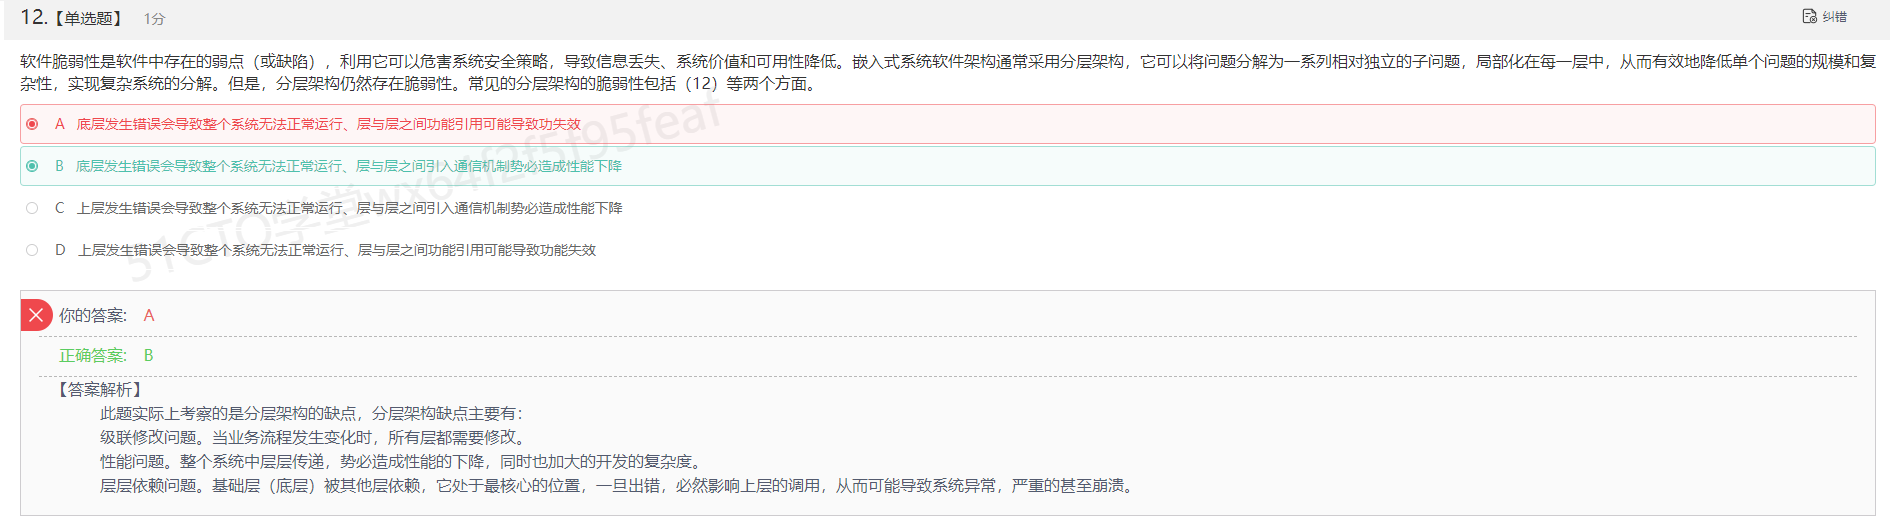 12.【单选题】 1分 纠错
软件脆弱性是软件中存在的弱点（或缺陷），利用它可以危害系统安全策略，导致信息丢失、系统价值和可用性降低。嵌入式系统软件架构通常采用分层架构，它可以将问题分解为一系列相对独立的子问题，局部化在每一层中，从而有效地降低单个问题的规模和复
杂性，实现复杂系统的分解。但是，分层架构仍然存在脆弱性。常见的分层架构的脆弱性包括（12）等两个方面。
A 底层发生错误会导致整个系统无法正常运行、层与层之间功能引用可能导致功失效
B 底层发生错误会导致整个系统无法正常运行、层与层之间引入通信机制势必造成性能下降
C 上层发生错误会导致整个系统无法正常运行、层与层之间引入通信机制势必造成性能下降
D 上层发生错误会导致整个系统无法正常运行、层与层之间功能引用可能导致功能失效
51CTO学堂wx64f2f5f95feaf
你的答案: A
正确答案: B
【答案解析】
此题实际上考察的是分层架构的缺点，分层架构缺点主要有：
级联修改问题。当业务流程发生变化时，所有层都需要修改。
性能问题。整个系统中层层传递，势必造成性能的下降，同时也加大的开发的复杂度。
层层依赖问题。基础层（底层）被其他层依赖，它处于最核心的位置，一旦出错，必然影响上层的调用，从而可能导致系统异常，严重的甚至崩溃。